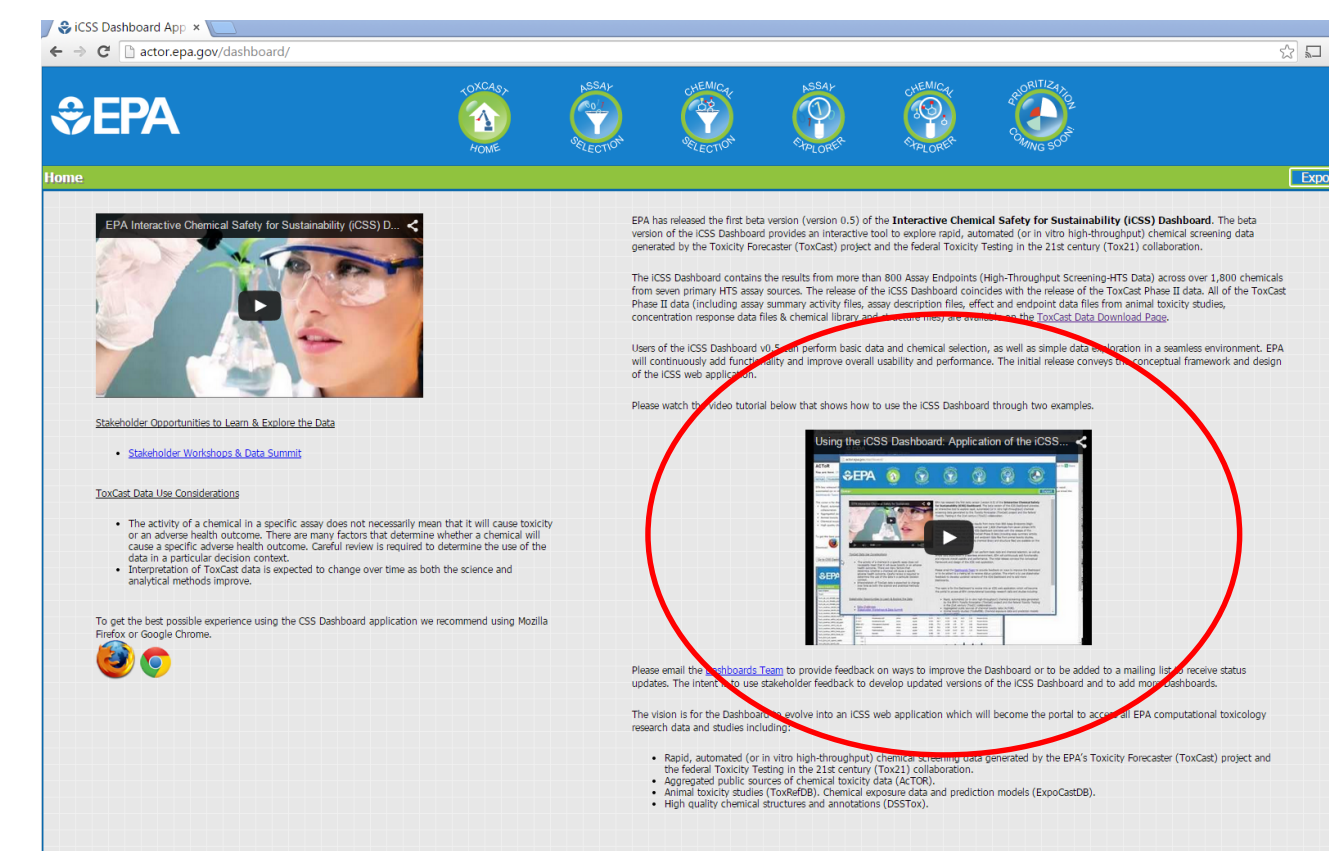 iCSS Dashboard App
actor.epa.gov/dashboard/
EPA
TOXCAST HOME
ASSAY SELECTION
CHEMICAL SELECTION
ASSAY EXPLORER
CHEMICAL EXPLORER
PRIORITIZATION COMING SOON!
Home
Expo
EPA Interactive Chemical Safety for Sustainability (iCSS) D...
Stakeholder Opportunities to Learn & Explore the Data
• Stakeholder Workshops & Data Summit
ToxCast Data Use Considerations
• The activity of a chemical in a specific assay does not necessarily mean that it will cause toxicity
or an adverse health outcome. There are many factors that determine whether a chemical will
cause a specific adverse health outcome. Careful review is required to determine the use of the
data in a particular decision context.
• Interpretation of ToxCast data is expected to change over time as both the science and
analytical methods improve.
To get the best possible experience using the CSS Dashboard application we recommend using Mozilla
Firefox or Google Chrome.
EPA has released the first beta version (version 0.5) of the Interactive Chemical Safety for Sustainability (iCSS) Dashboard. The beta
version of the iCSS Dashboard provides an interactive tool to explore rapid, automated (or in vitro high-throughput) chemical screening data
generated by the Toxicity Forecaster (ToxCast) project and the federal Toxicity Testing in the 21st century (Tox21) collaboration.
The iCSS Dashboard contains the results from more than 800 Assay Endpoints (High-Throughput Screening-HTS Data) across over 1,800 chemicals
from seven primary HTS assay sources. The release of the iCSS Dashboard coincides with the release of the ToxCast Phase II data. All of the ToxCast
Phase II data (including assay summary activity files, assay description files, effect and endpoint data files from animal toxicity studies,
concentration response data files & chemical library and structure files) are available on the ToxCast Data Download Page.
Users of the iCSS Dashboard v0.5 can perform basic data and chemical selection, as well as simple data exploration in a seamless environment. EPA
will continuously add functionality and improve overall usability and performance. The initial release conveys the conceptual framework and design
of the iCSS web application.
Please watch the video tutorial below that shows how to use the iCSS Dashboard through two examples.
Using the iCSS Dashboard: Application of the iCSS...
EPA
Please email the Dashboards Team to provide feedback on ways to improve the Dashboard or to be added to a mailing list to receive status
updates. The intent is to use stakeholder feedback to develop updated versions of the iCSS Dashboard and to add more Dashboards.
The vision is for the Dashboard to evolve into an iCSS web application which will become the portal to access all EPA computational toxicology
research data and studies including:
• Rapid, automated (or in vitro high-throughput) chemical screening data generated by the EPA's Toxicity Forecaster (ToxCast) project and
the federal Toxicity Testing in the 21st century (Tox21) collaboration.
• Aggregated public sources of chemical toxicity data (AcTOR).
• Animal toxicity studies (ToxRefDB). Chemical exposure data and prediction models (ExpoCastDB).
• High quality chemical structures and annotations (DSSTox).